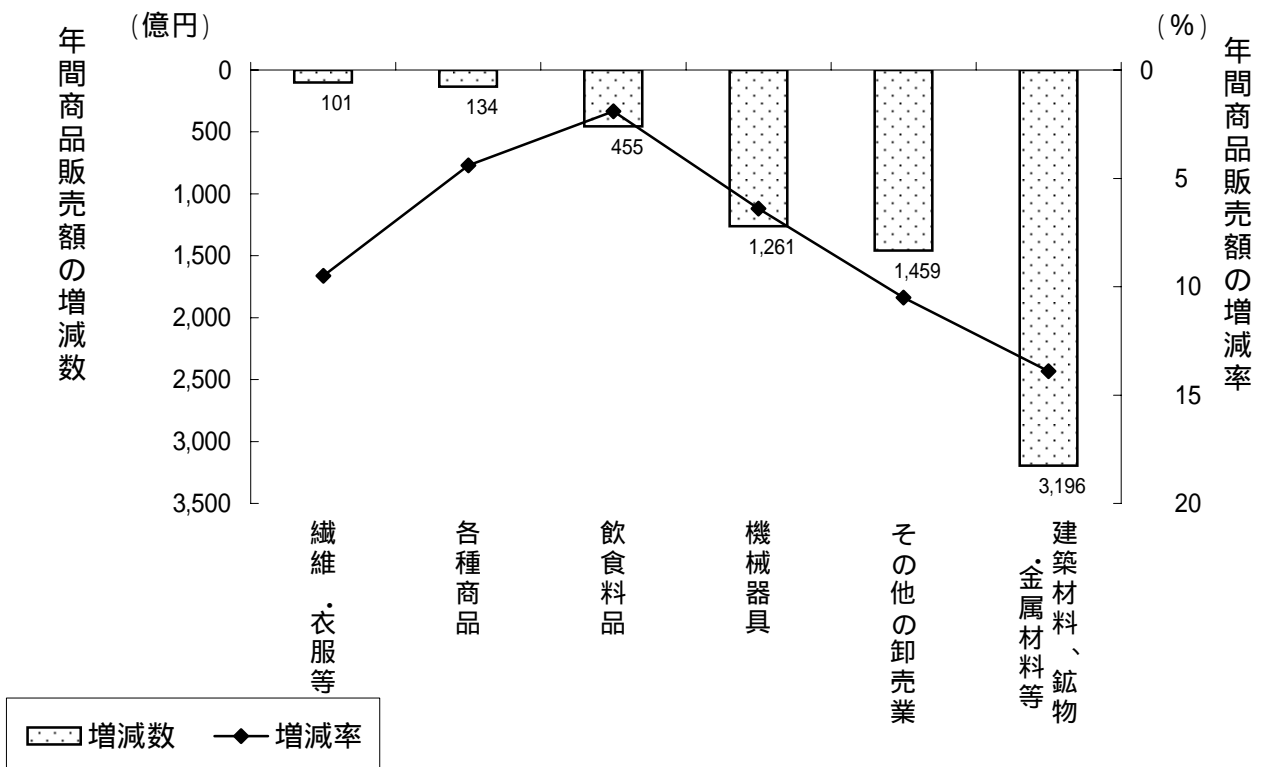 (億円)
(%)
年間商品販売額の増減数
年間商品販売額の増減率
0
500
1,000
1,500
2,000
2,500
3,000
3,500
0
5
10
15
20
101
134
455
1,261
1,459
3,196
繊維・衣服等
各種商品
飲食料品
機械器具
その他の卸売業
建築材料、鉱物
・金属材料等
増減数
増減率